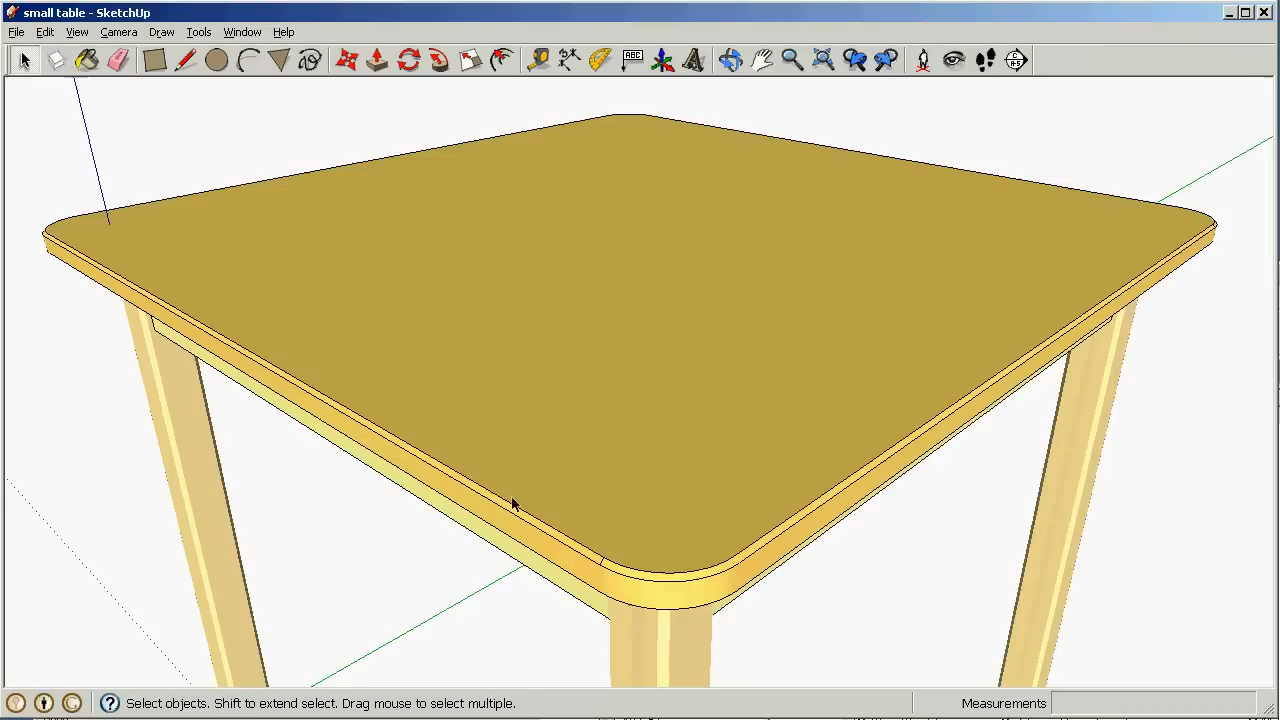 small table - SketchUp
File Edit View Camera Draw Tools Window Help
ABC
Select objects. Shift to extend select. Drag mouse to select multiple.
Measurements